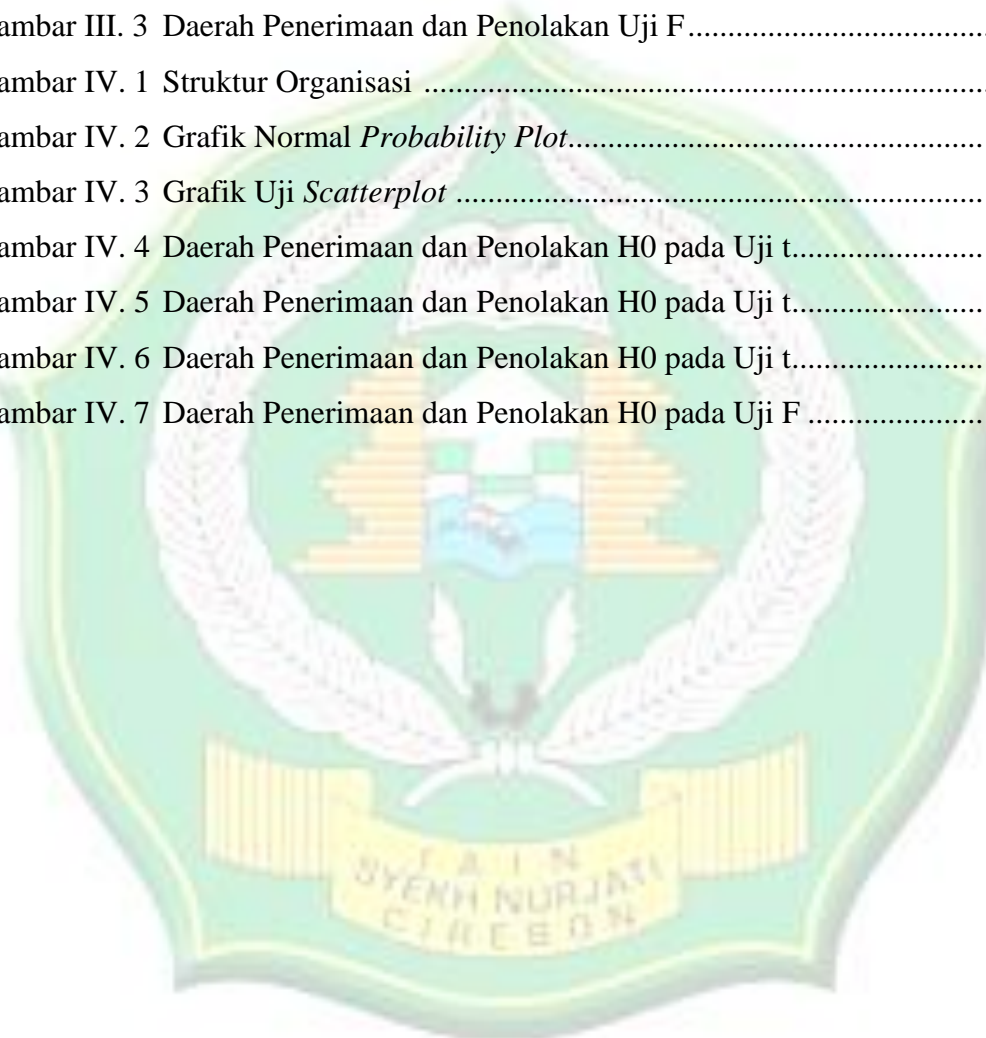 ambar III. 3 Daerah Penerimaan dan Penolakan Uji F....................................
ambar IV. 1 Struktur Organisasi ....................................................................
ambar IV. 2 Grafik Normal Probability Plot..................................................
ambar IV. 3 Grafik Uji Scatterplot ................................................................
ambar IV. 4 Daerah Penerimaan dan Penolakan H0 pada Uji t.......................
ambar IV. 5 Daerah Penerimaan dan Penolakan H0 pada Uji t.......................
ambar IV. 6 Daerah Penerimaan dan Penolakan H0 pada Uji t.......................
ambar IV. 7 Daerah Penerimaan dan Penolakan H0 pada Uji F .....................
IAIN
SYEKH NURJATI
CIREBON